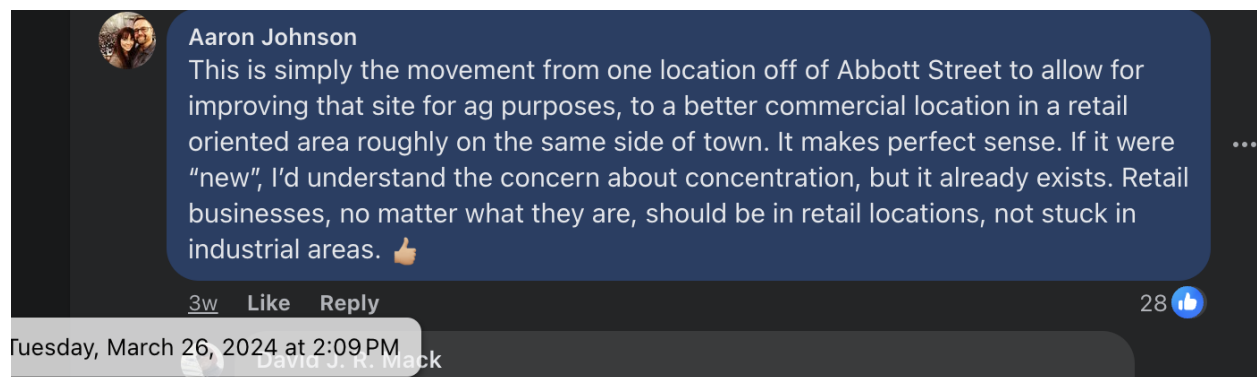 Aaron Johnson
This is simply the movement from one location off of Abbott Street to allow for
improving that site for ag purposes, to a better commercial location in a retail
oriented area roughly on the same side of town. It makes perfect sense. If it were
“new”, I’d understand the concern about concentration, but it already exists. Retail
businesses, no matter what they are, should be in retail locations, not stuck in
industrial areas. 👍🏼
3w Like Reply 28
Tuesday, March 26, 2024 at 2:09 PM
David J. R. Mack